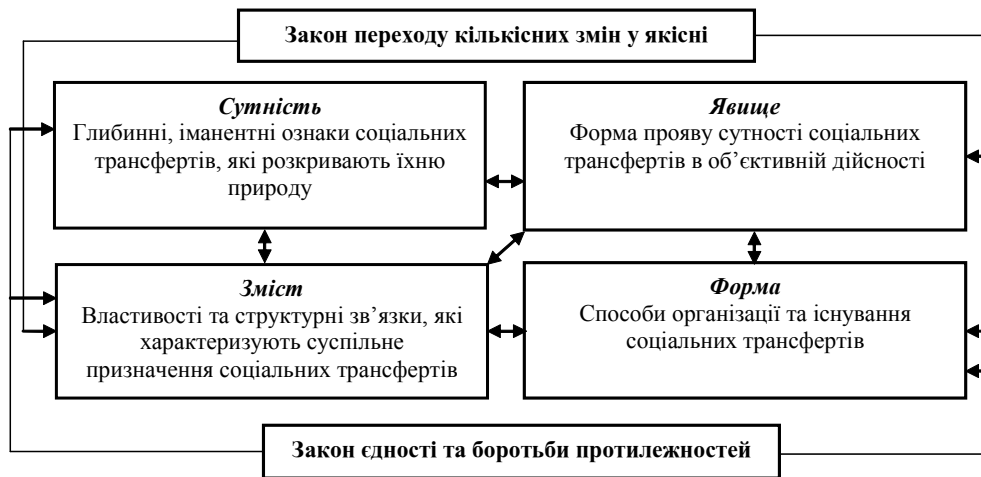 Закон переходу кількісних змін у якісні
Сутність
Глибинні, іманентні ознаки соціальних
трансфертів, які розкривають їхню
природу
Явище
Форма прояву сутності соціальних
трансфертів в об’єктивній дійсності
Зміст
Властивості та структурні зв’язки, які
характеризують суспільне
призначення соціальних трансфертів
Форма
Способи організації та існування
соціальних трансфертів
Закон єдності та боротьби протилежностей